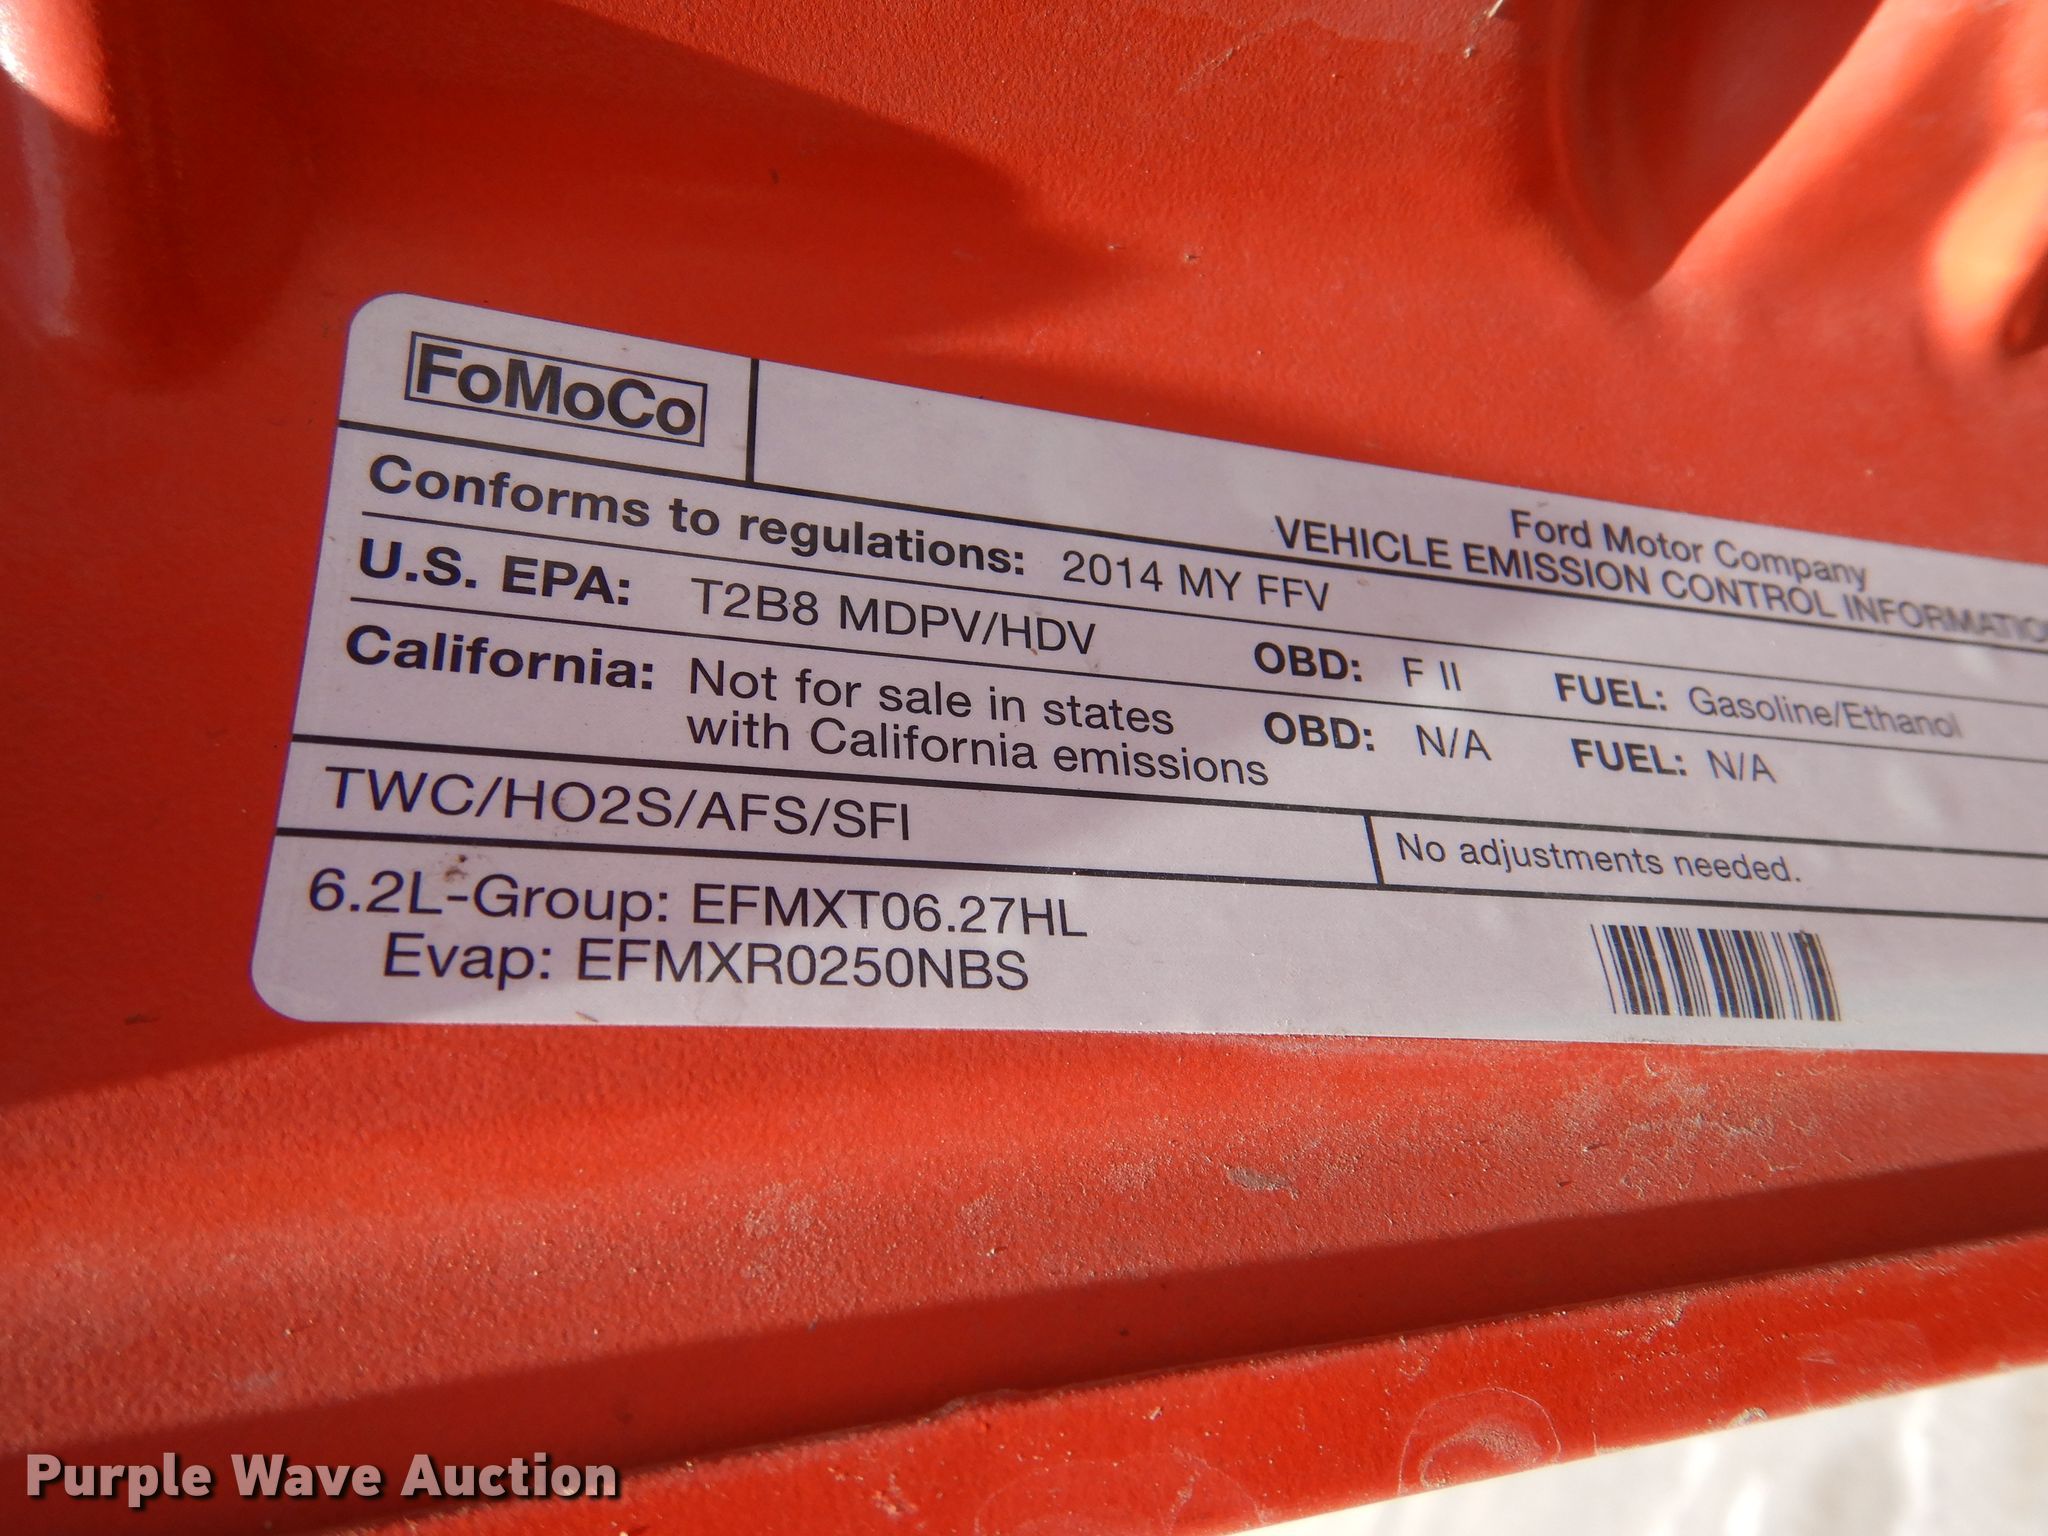 FoMoCo
Ford Motor Company
VEHICLE EMISSION CONTROL INFORMATIO
Conforms to regulations: 2014 MY FFV
U.S. EPA: T2B8 MDPV/HDV OBD: F II FUEL: Gasoline/Ethanol
California: Not for sale in states
with California emissions OBD: N/A FUEL: N/A
TWC/HO2S/AFS/SFI
No adjustments needed.
6.2L-Group: EFMXT06.27HL
Evap: EFMXR0250NBS
Purple Wave Auction